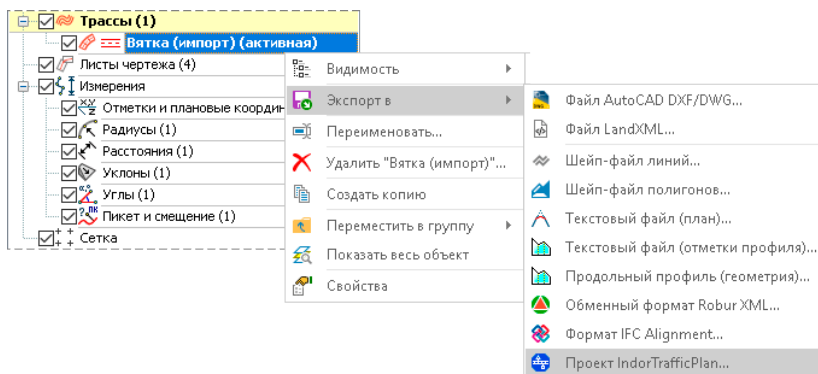 Трассы (1)
Вятка (импорт) (активная)
Листы чертежа (4)
Измерения
Отметки и плановые координ
Радиусы (1)
Расстояния (1)
Уклоны (1)
Углы (1)
Пикет и смещение (1)
Сетка
Видимость
Экспорт в
Переименовать...
Удалить "Вятка (импорт)"...
Создать копию
Переместить в группу
Показать весь объект
Свойства
Файл AutoCAD DXF/DWG...
Файл LandXML...
Шейп-файл линий...
Шейп-файл полигонов...
Текстовый файл (план)...
Текстовый файл (отметки профиля)...
Продольный профиль (геометрия)...
Обменный формат Robur XML...
Формат IFC Alignment...
Проект IndorTrafficPlan...